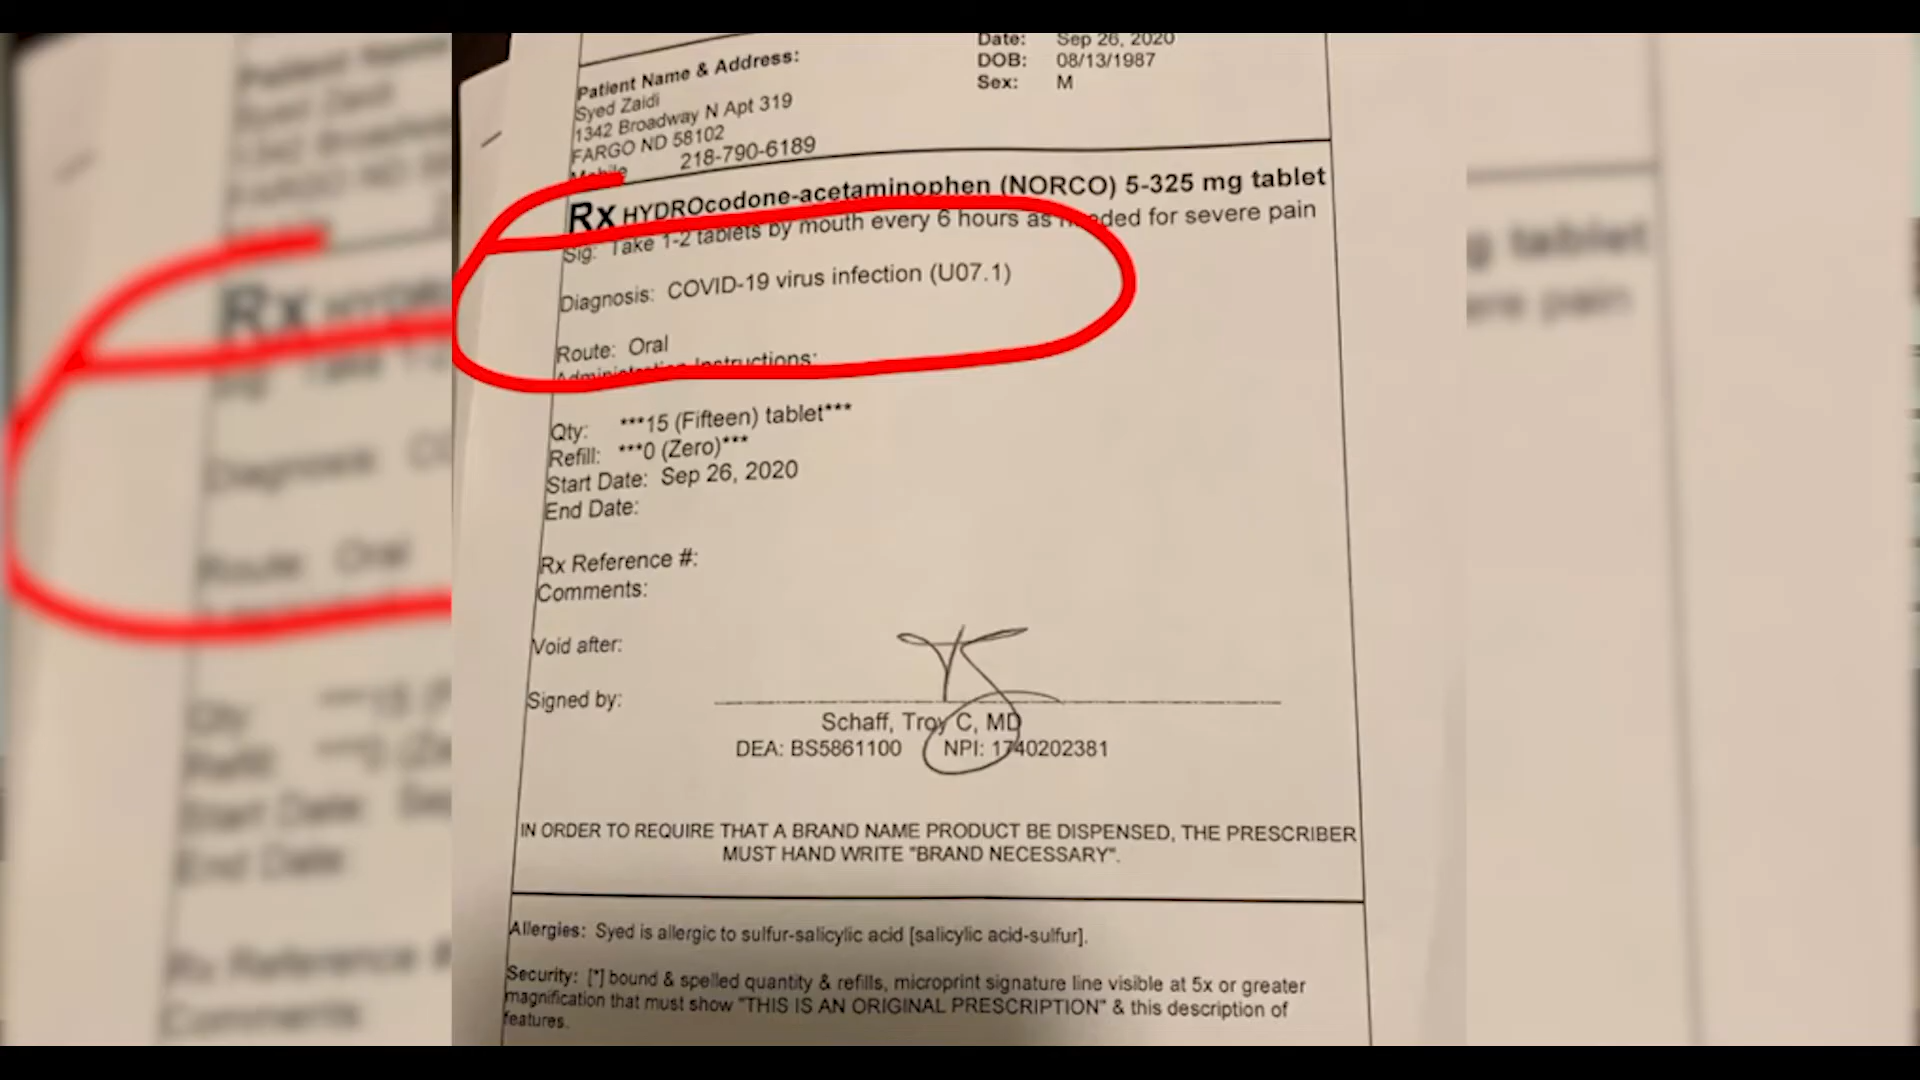 Date: Sep 26, 2020
DOB: 08/13/1987
Sex: M
Patient Name & Address:
Syed Zaidi
1342 Broadway N Apt 319
FARGO ND 58102
Mobile 218-790-6189
Rx HYDROcodone-acetaminophen (NORCO) 5-325 mg tablet
Sig: Take 1-2 tablets by mouth every 6 hours as needed for severe pain
Diagnosis: COVID-19 virus infection (U07.1)
Route: Oral
Administration Instructions:
Qty: ***15 (Fifteen) tablet***
Refill: ***0 (Zero)***
Start Date: Sep 26, 2020
End Date:
Rx Reference #:
Comments:
Void after:
Signed by:
Schaff, Troy C, MD
DEA: BS5861100 NPI: 1740202381
IN ORDER TO REQUIRE THAT A BRAND NAME PRODUCT BE DISPENSED, THE PRESCRIBER
MUST HAND WRITE "BRAND NECESSARY".
Allergies: Syed is allergic to sulfur-salicylic acid [salicylic acid-sulfur].
Security: [*] bound & spelled quantity & refills, microprint signature line visible at 5x or greater
magnification that must show "THIS IS AN ORIGINAL PRESCRIPTION" & this description of
features.